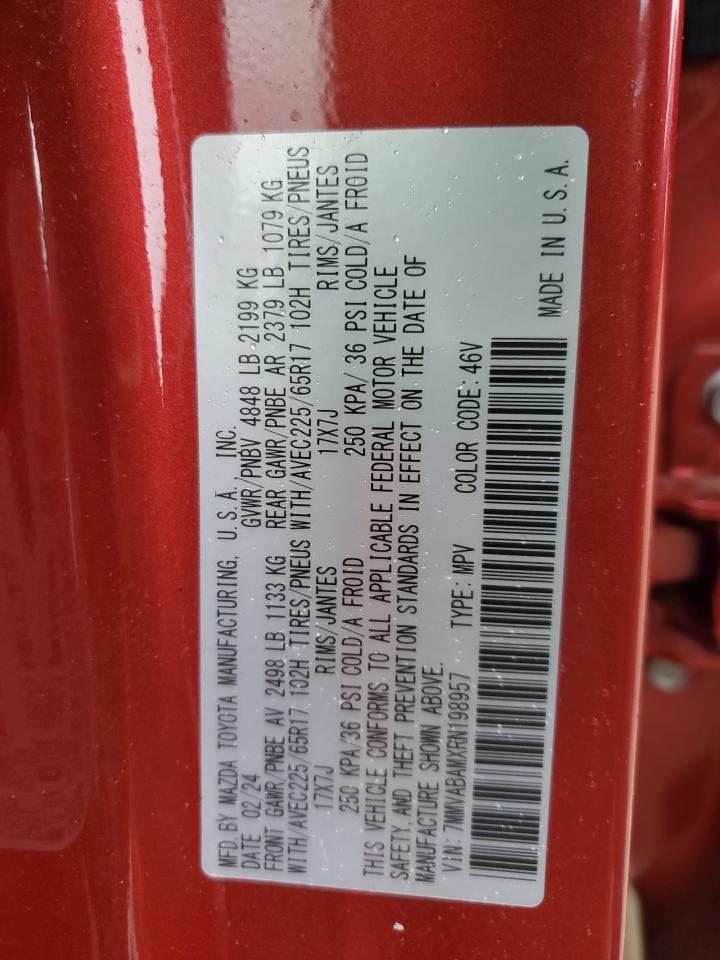 MFD. BY MAZDA TOYOTA MANUFACTURING, U.S.A, INC.
DATE 02/24 GVWR/PNBV 4848 LB 2199 KG
FRONT GAWR/PNBE AV 2498 LB 1133 KG REAR GAWR/PNBE AR 2379 LB 1079 KG
WITH/AVEC225/65R17 102H TIRES/PNEUS WITH/AVEC225/65R17 102H TIRES/PNEUS
17X7J RIMS/JANTES 17X7J RIMS/JANTES
250 KPA/36 PSI COLD/A FROID 250 KPA/ 36 PSI COLD/A FROID
THIS VEHICLE CONFORMS TO ALL APPLICABLE FEDERAL MOTOR VEHICLE
SAFETY, AND THEFT PREVENTION STANDARDS IN EFFECT ON THE DATE OF
MANUFACTURE SHOWN ABOVE.
VIN: 7MMVABAMXRN198957 TYPE: MPV COLOR CODE: 46V
MADE IN U.S.A.